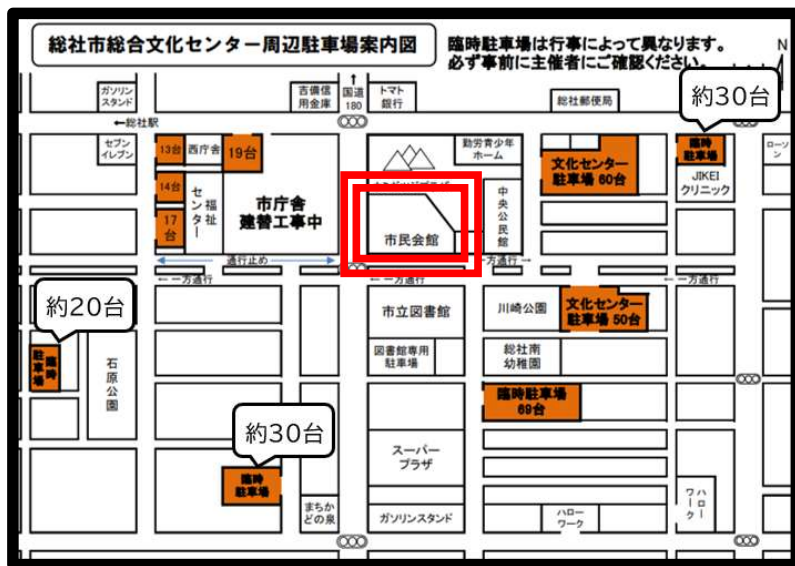 総社市総合文化センター周辺駐車場案内図
臨時駐車場は行事によって異なります。
必ず事前に主催者にご確認ください。
N
約30台
ガソリン
スタンド
吉備信
用金庫
国道
180
トマト
銀行
総社郵便局
←総社駅
セブン
イレブン
13台
西庁舎
19台
勤労青少年
ホーム
文化センター
駐車場 60台
臨時
駐車場
ローソ
ン
JIKEI
クリニック
14台
17
台
福祉
センター
市庁舎
建替工事中
市民会館
中央公民館
通行止め
←一方通行
一方通行→
←一方通行
約20台
臨時
駐車場
石原公園
市立図書館
川崎公園
文化センター
駐車場 50台
図書館専用
駐車場
総社南
幼稚園
臨時駐車場
69台
約30台
臨時
駐車場
スーパー
プラザ
まちか
どの泉
ガソリンスタンド
ハロー
ワーク
ハロー
ワーク